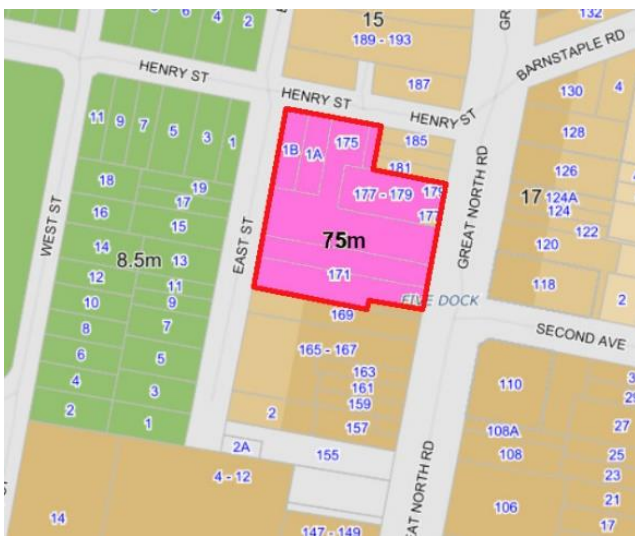 6
4
2
15
189 - 193
GR
132
BARNSTAPLE RD
HENRY ST
187
130
4
HENRY ST
HENRY ST
11
9
7
5
3
1
1B
1A
175
185
128
181
126
18
19
177 - 179
179
17
124A
17
124
16
15
177
122
WEST ST
EAST ST
75m
GREAT NORTH RD
120
14
8.5m
13
12
11
171
118
10
9
FIVE DOCK
2
8
7
169
SECOND AVE
165 - 167
6
5
163
110
4
3
161
159
2
1
2
157
108A
27
2A
155
108
25
4 - 12
23
14
106
21
147 - 149
17